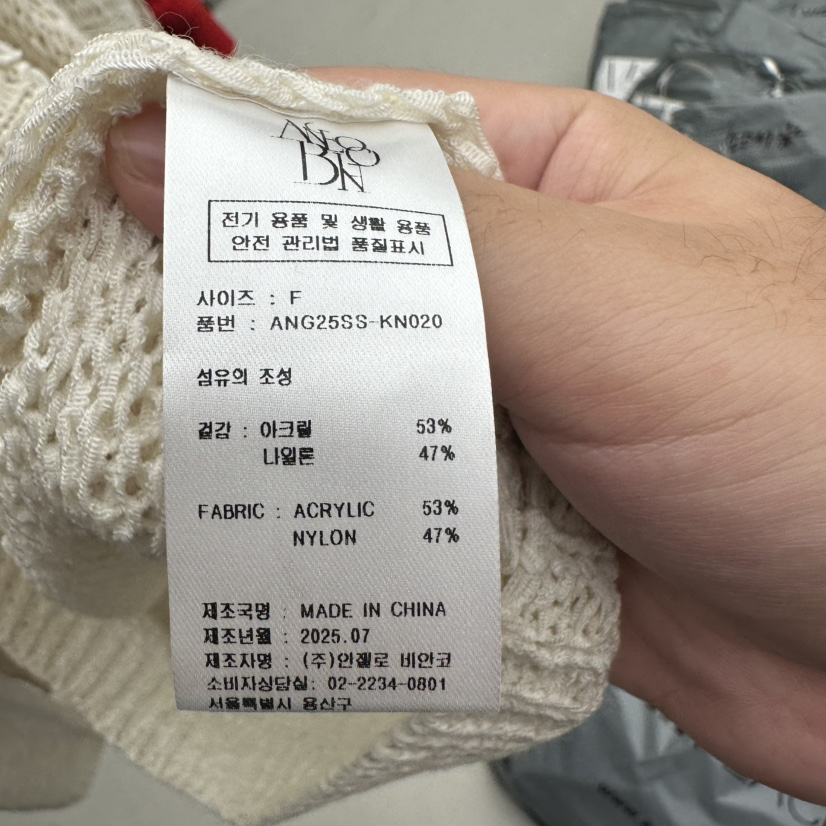 전기 용품 및 생활 용품
안전 관리법 품질표시
사이즈 : F
품번 : ANG25SS-KN020
섬유의 조성
겉감 : 아크릴 53%
나일론 47%
FABRIC : ACRYLIC 53%
NYLON 47%
제조국명 : MADE IN CHINA
제조년월 : 2025.07
제조자명 : (주)안젤로 비안코
소비자상담실: 02-2234-0801
서울특별시 용산구